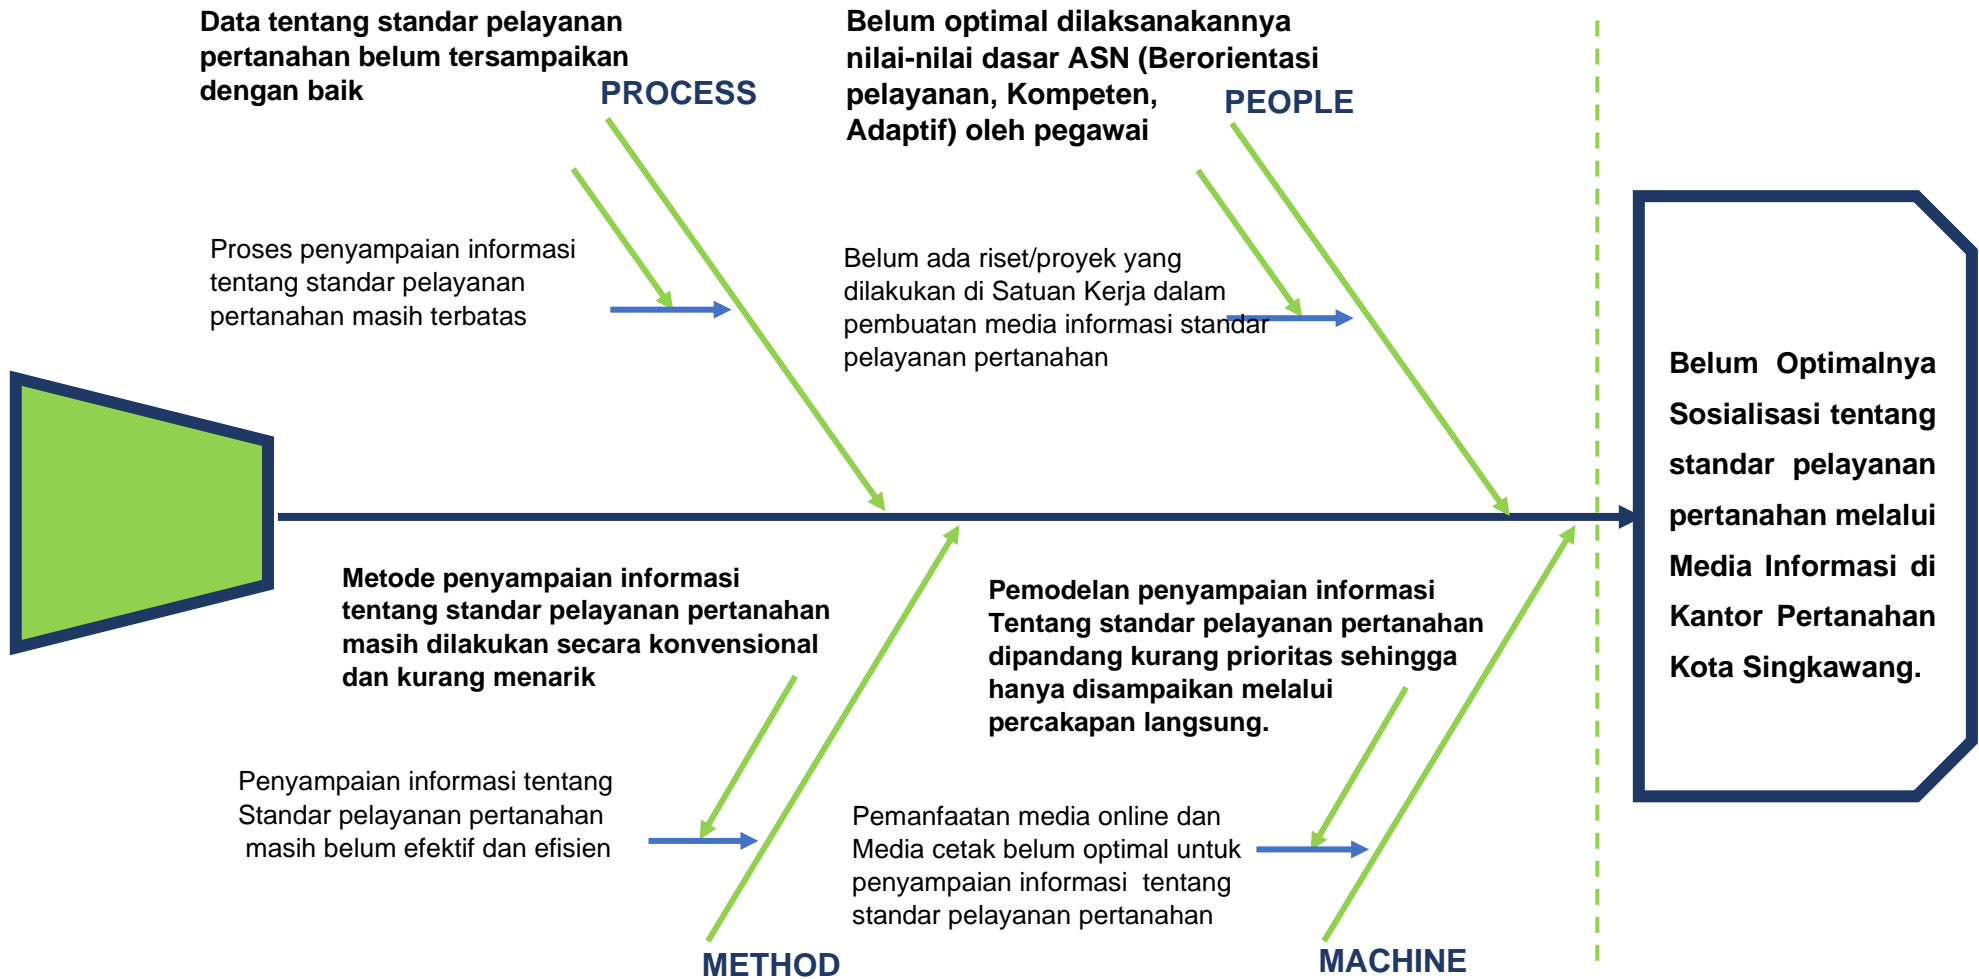 Data tentang standar pelayanan
pertanahan belum tersampaikan
dengan baik
PROCESS
Proses penyampaian informasi
tentang standar pelayanan
pertanahan masih terbatas
Belum optimal dilaksanakannya
nilai-nilai dasar ASN (Berorientasi
pelayanan, Kompeten,
Adaptif) oleh pegawai
PEOPLE
Belum ada riset/proyek yang
dilakukan di Satuan Kerja dalam
pembuatan media informasi standar
pelayanan pertanahan
Metode penyampaian informasi
tentang standar pelayanan pertanahan
masih dilakukan secara konvensional
dan kurang menarik
Penyampaian informasi tentang
Standar pelayanan pertanahan
masih belum efektif dan efisien
METHOD
Pemodelan penyampaian informasi
Tentang standar pelayanan pertanahan
dipandang kurang prioritas sehingga
hanya disampaikan melalui
percakapan langsung.
Pemanfaatan media online dan
Media cetak belum optimal untuk
penyampaian informasi tentang
standar pelayanan pertanahan
MACHINE
Belum Optimalnya
Sosialisasi tentang
standar pelayanan
pertanahan melalui
Media Informasi di
Kantor Pertanahan
Kota Singkawang.